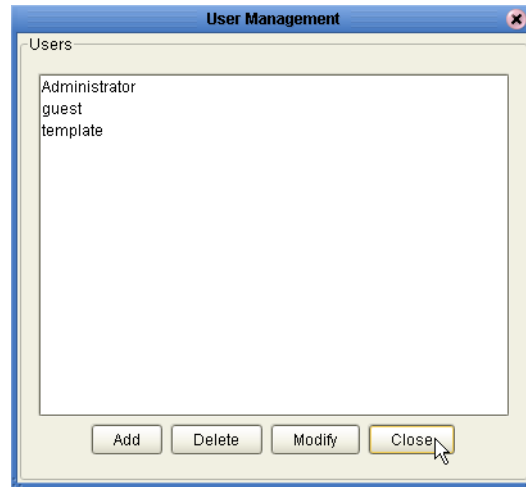 User Management
Users
Administrator
guest
template
Add Delete Modify Close